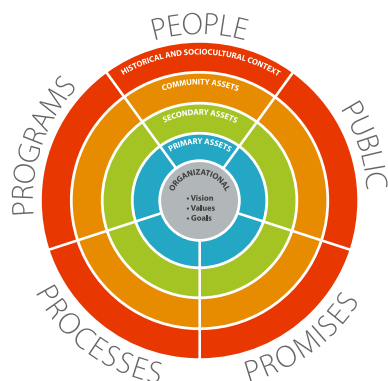 PEOPLE
HISTORICAL AND SOCIOCULTURAL CONTEXT
COMMUNITY ASSETS
SECONDARY ASSETS
PRIMARY ASSETS
ORGANIZATIONAL
• Vision
• Values
• Goals
PROGRAMS
PUBLIC
PROCESSES
PROMISES